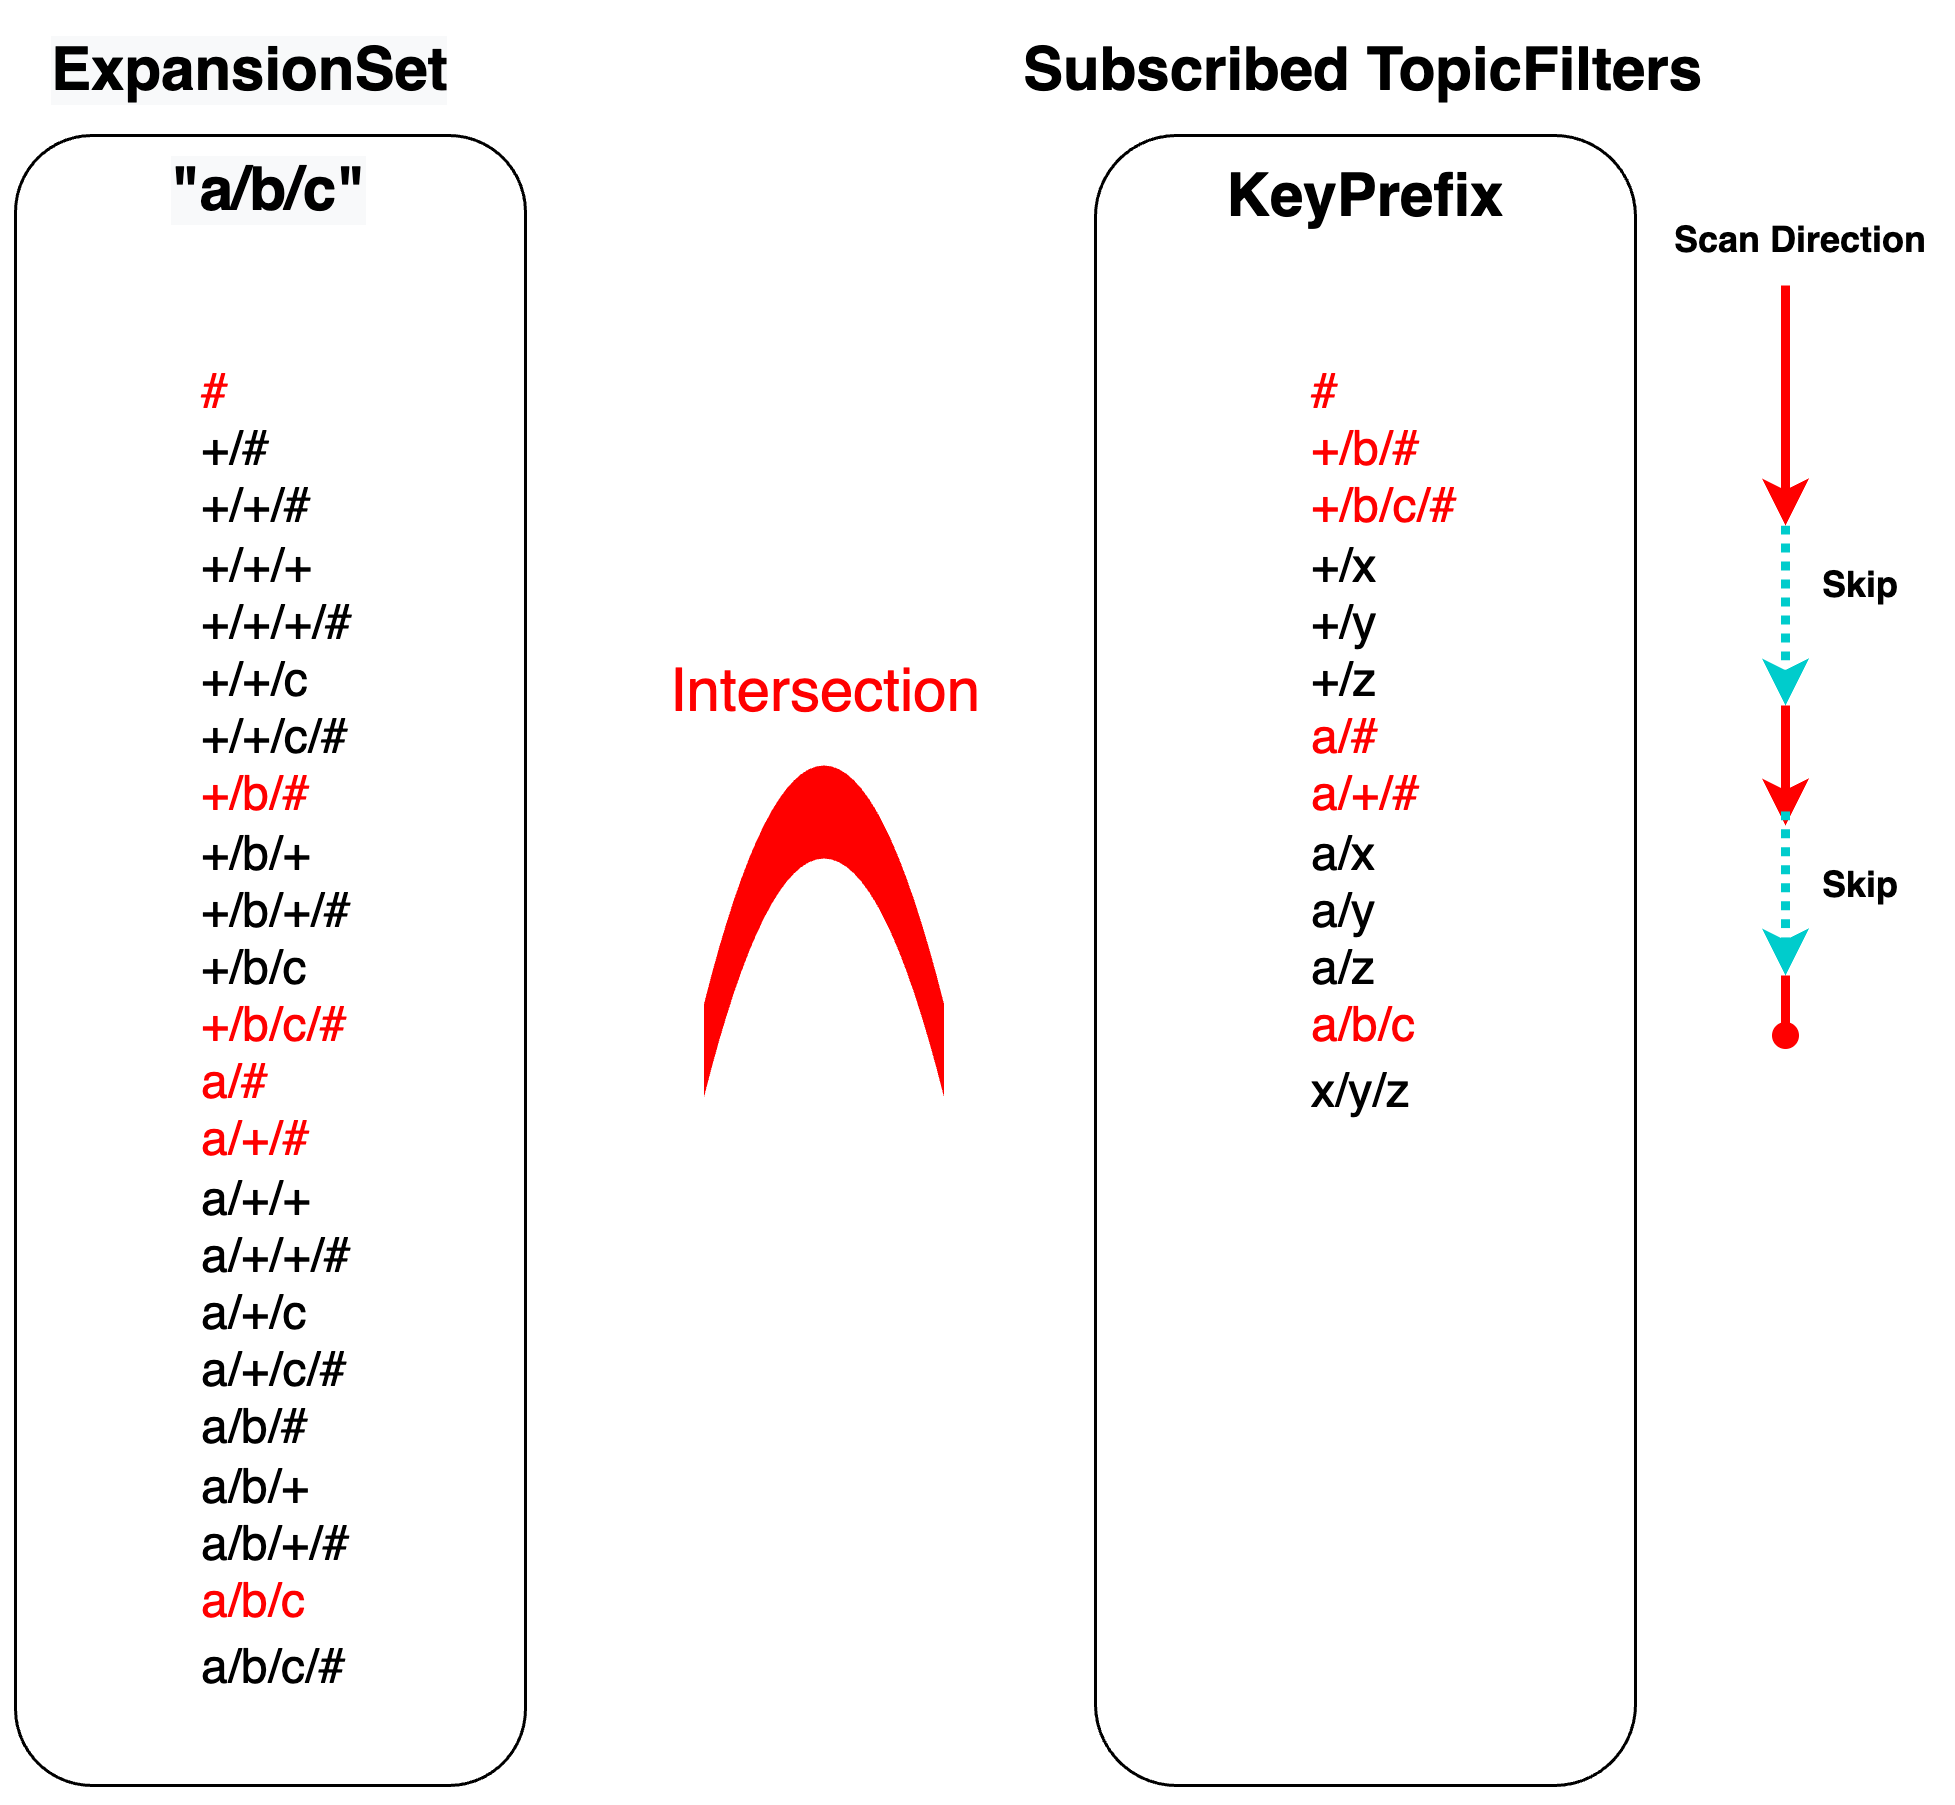 ExpansionSet
"a/b/c"
#
+/#
+/+/#
+/+/+
+/+/+/#
+/+/c
+/+/c/#
+/b/#
+/b/+
+/b/+/#
+/b/c
+/b/c/#
a/#
a/+/#
a/+/+
a/+/+/#
a/+/c
a/+/c/#
a/b/#
a/b/+
a/b/+/#
a/b/c
a/b/c/#
Intersection
Subscribed TopicFilters
KeyPrefix
#
+/b/#
+/b/c/#
+/x
+/y
+/z
a/#
a/+/#
a/x
a/y
a/z
a/b/c
x/y/z
Scan Direction
Skip
Skip